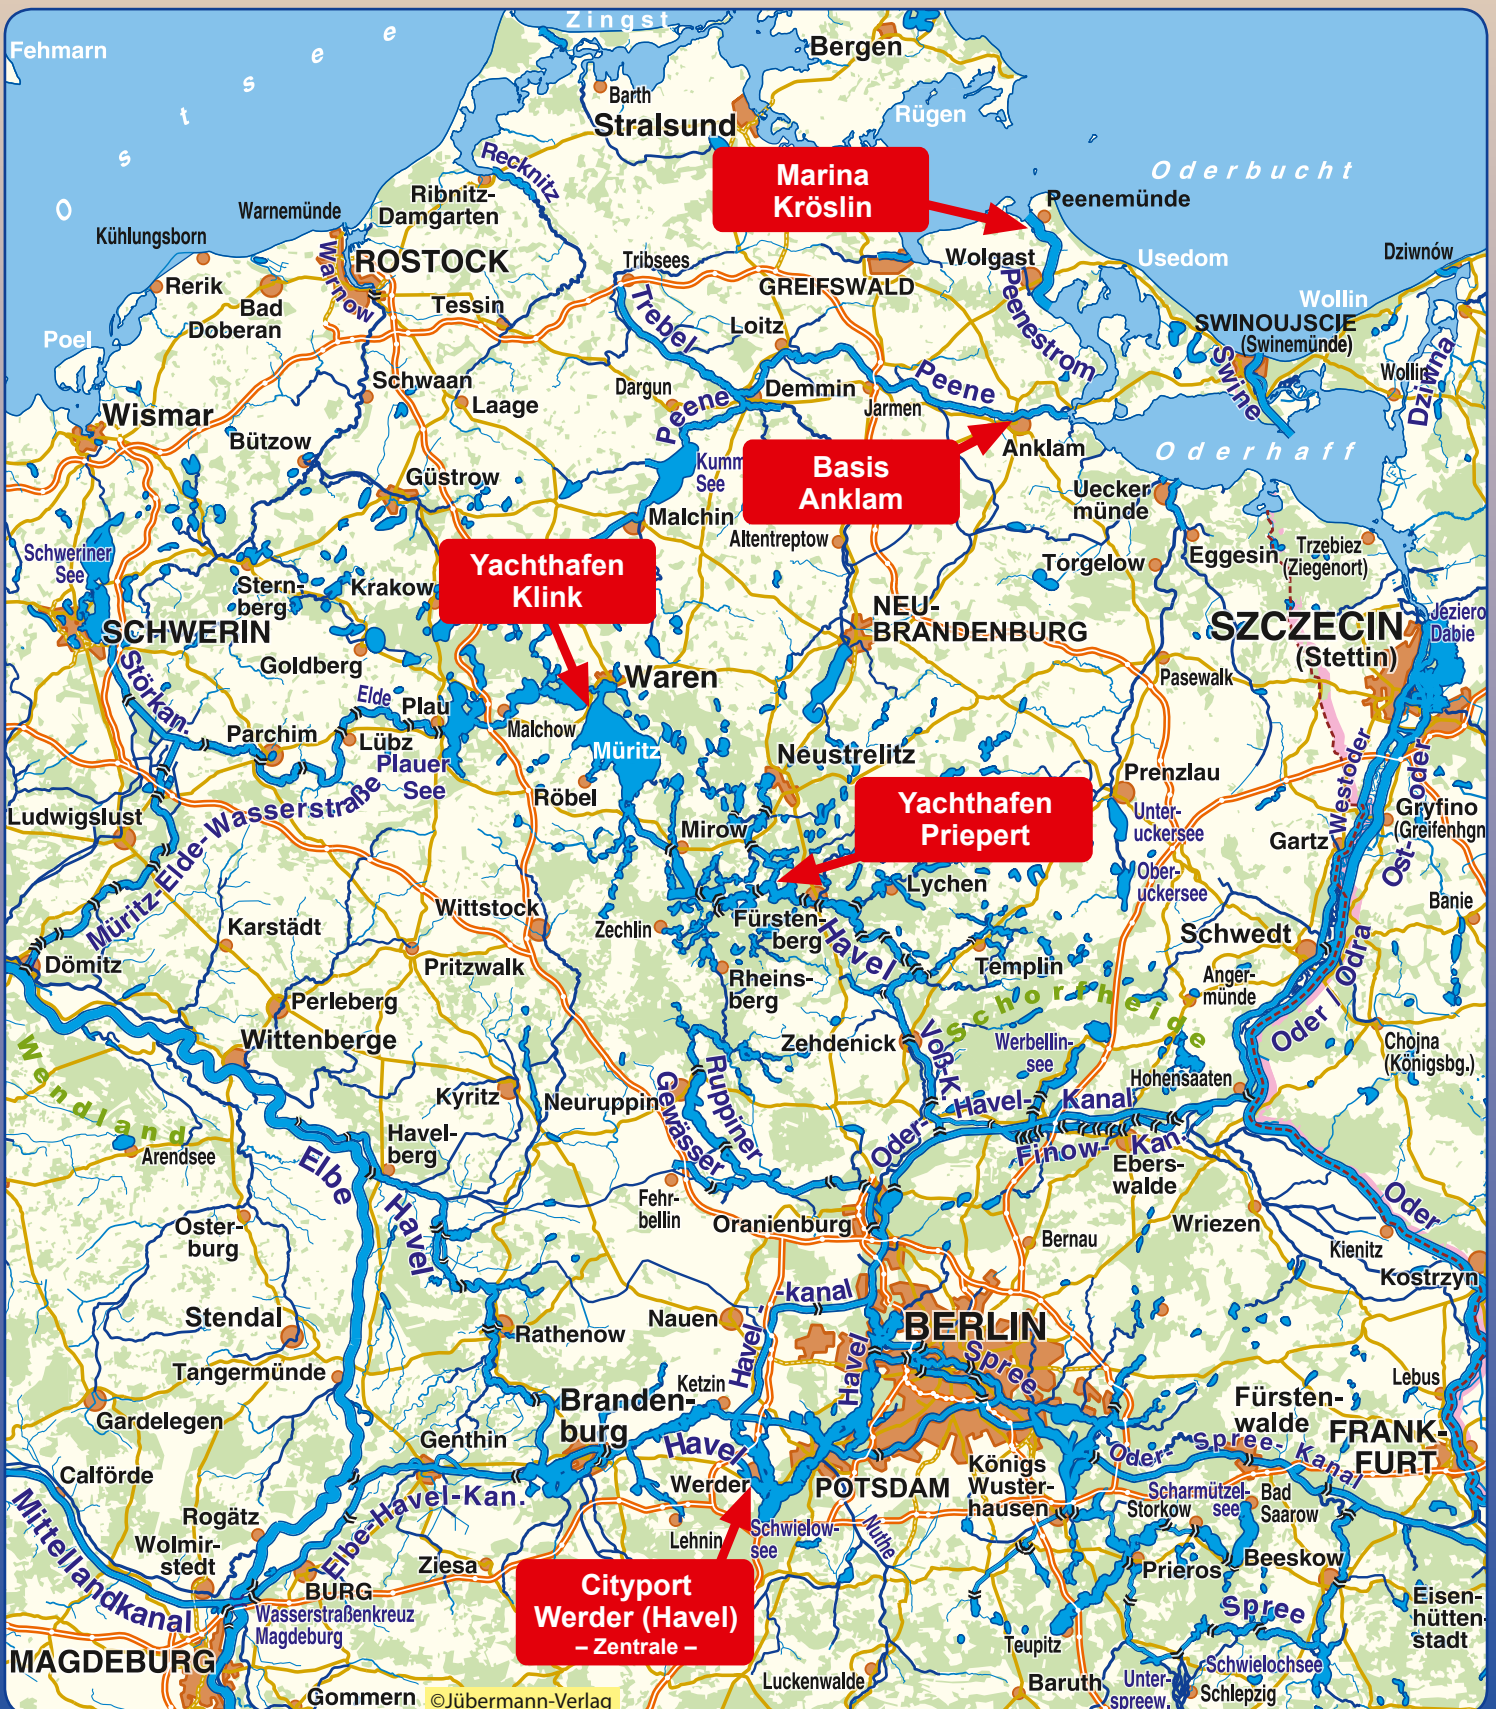 Zingst
Fehmarn
Ostsee
Bergen
Barth
Stralsund
Rügen
Recknitz
Marina
Kröslin
Oderbucht
Ribnitz-
Damgarten
Peenemünde
Warnemünde
Kühlungsborn
Warnow
ROSTOCK
Tribsees
Wolgast
Usedom
Dziwnów
Rerik
Bad
Doberan
Tessin
Trebel
GREIFSWALD
Peenestrom
Wollin
Poel
Loitz
SWINOUJSCIE
(Swinemünde)
Swine
Dziwna
Schwaan
Laage
Dargun
Peene
Demmin
Jarmen
Peene
Wollin
Wismar
Bützow
Anklam
Oderhaff
Güstrow
Kumm
See
Basis
Anklam
Uecker
münde
Malchin
Altentreptow
Schweriner
See
Stern-
berg
Krakow
Yachthafen
Klink
Torgelow
Eggesin
Trzebiez
(Ziegenort)
NEU-
BRANDENBURG
SCHWERIN
SZCZECIN
(Stettin)
Jezioro
Dabie
Goldberg
Störkan.
Waren
Pasewalk
Elde
Plau
Malchow
Parchim
Lübz
Müritz
Plauer
See
Neustrelitz
Prenzlau
Westoder
Ost-oder
Röbel
Yachthafen
Priepert
Unter-
uckersee
Gryfino
(Greifenhgn
Ludwigslust
Müritz-Elde-Wasserstraße
Mirow
Gartz
Lychen
Ober-
uckersee
Banie
Wittstock
Karstädt
Zechlin
Fürsten-
berg
Havel
Schwedt
Dömitz
Pritzwalk
Templin
Rheins-
berg
Anger-
münde
Oder / Odra
Perleberg
Schorfheide
Wittenberge
Zehdenick
Voß-K.
Werbellin-
see
Chojna
(Königsbg.)
Wendland
Kyritz
Neuruppin
Ruppiner
Gewässer
Hohensaaten
Oder-
Havel-
Kanal
Finow-Kan.
Havel-
berg
Arendsee
Elbe
Ebers-
walde
Oder
Fehr-
bellin
Havel
Oster-
burg
Oranienburg
Wriezen
Bernau
Kienitz
Kostrzyn
Stendal
Nauen
Havel-
-kanal
BERLIN
Rathenow
Tangermünde
Havel
Spree
Ketzin
Lebus
Gardelegen
Branden-
burg
Fürsten-
walde
FRANK-
FURT
Genthin
Havel
Oder-Spree-Kanal
Calförde
Werder
POTSDAM
Königs
Wuster-
hausen
Scharmützel-
see
Storkow
Bad
Saarow
Mittellandkanal
Rogätz
Elbe-Havel-Kan.
Lehnin
Schwielow-
see
Nuthe
Wolmir-
stedt
Ziesa
Prieros
Beeskow
BURG
Wasserstraßenkreuz
Magdeburg
Cityport
Werder (Havel)
– Zentrale –
Spree
Eisen-
hütten-
stadt
Teupitz
MAGDEBURG
Luckenwalde
Baruth
Schwielochsee
Unter-
spreew.
Schlepzig
Gommern
©Jübermann-Verlag